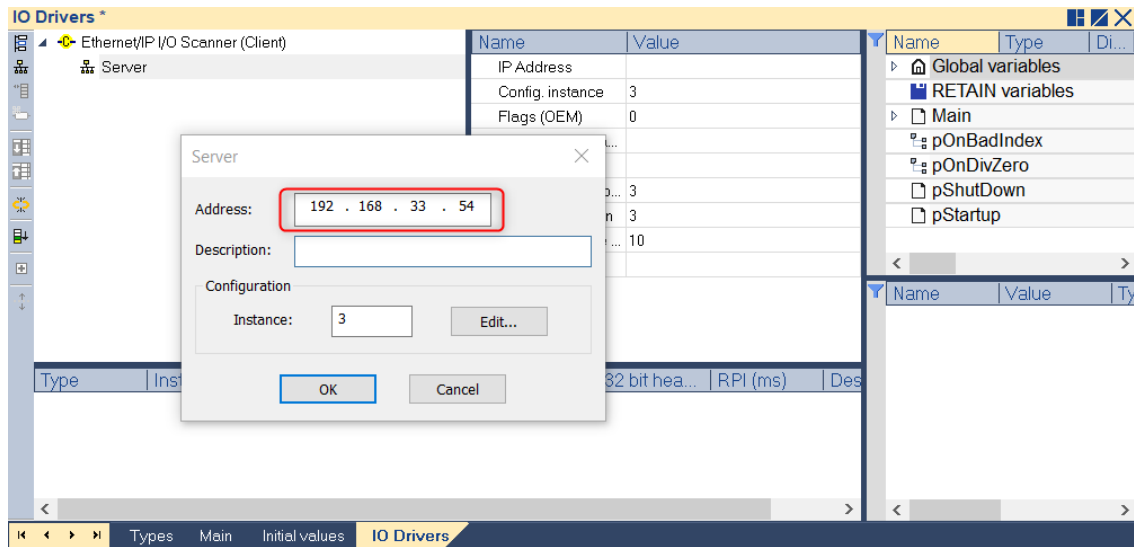 IO Drivers *
Ethernet/IP I/O Scanner (Client)
Server
Name Value
IP Address
Config. instance 3
Flags (OEM) 0
3
3
10
Server
Address: 192 . 168 . 33 . 54
Description:
Configuration
Instance: 3 Edit...
OK Cancel
Type 32 bit hea... RPI (ms)
Name Type Di...
Global variables
RETAIN variables
Main
pOnBadIndex
pOnDivZero
pShutDown
pStartup
Name Value
Types Main Initial values IO Drivers